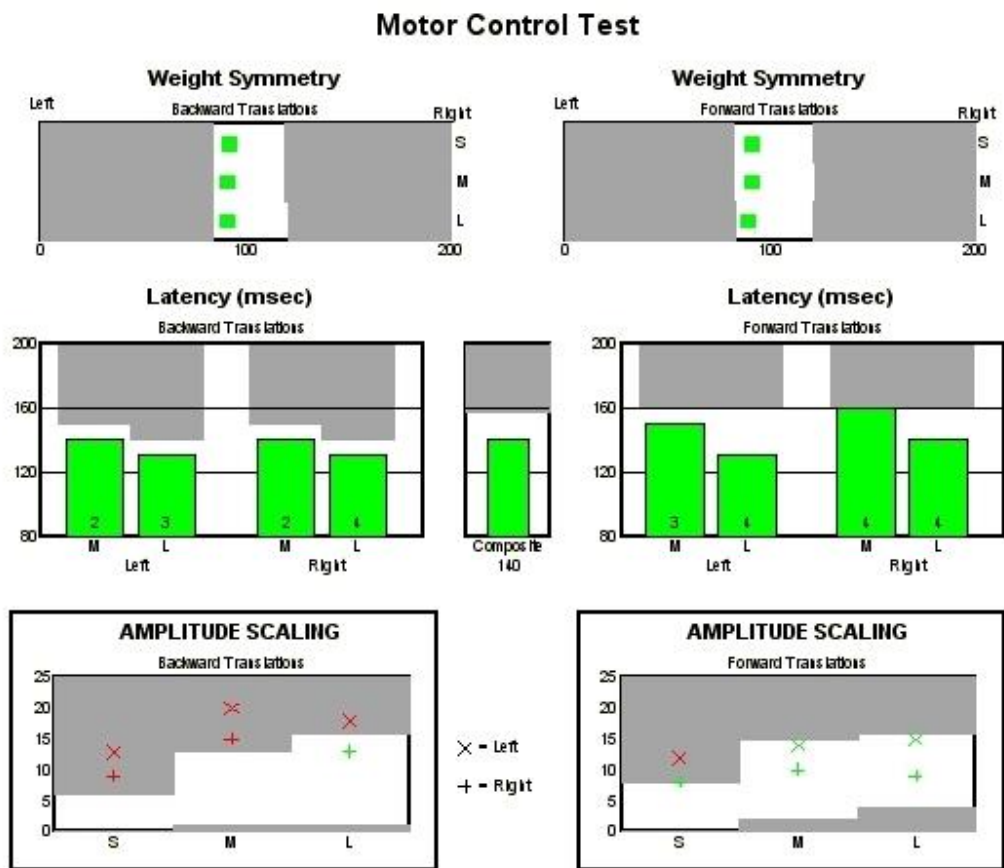 Motor Control Test
Weight Symmetry
Left Backward Translations Right
S
M
L
0 100 200
Weight Symmetry
Left Forward Translations Right
S
M
L
0 100 200
Latency (msec)
Backward Translations
200
160
120
80
2 3 2 4
M L M L
Left Right
Composite
140
Latency (msec)
Forward Translations
200
160
120
80
3 4 4 4
M L M L
Left Right
AMPLITUDE SCALING
Backward Translations
25
20
15
10
5
0
S M L
× = Left
+ = Right
AMPLITUDE SCALING
Forward Translations
25
20
15
10
5
0
S M L